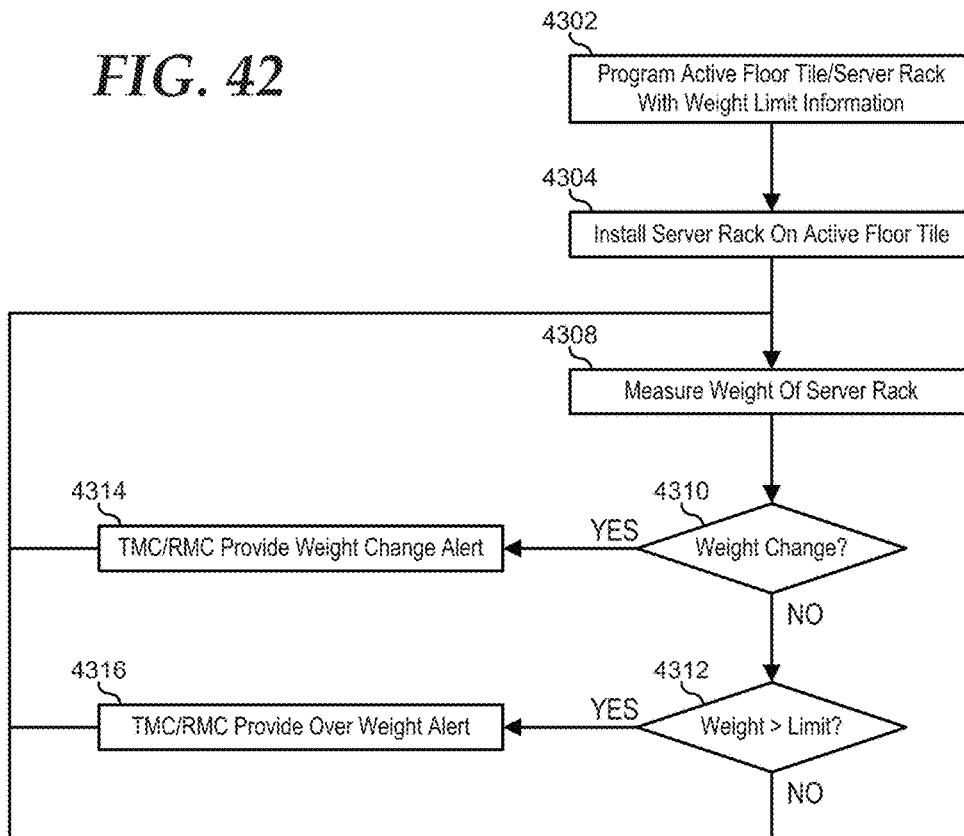 FIG. 42
4302
Program Active Floor Tile/Server Rack
With Weight Limit Information
4304
Install Server Rack On Active Floor Tile
4308
Measure Weight Of Server Rack
4310
Weight Change?
YES
4314
TMC/RMC Provide Weight Change Alert
NO
4312
Weight > Limit?
YES
4316
TMC/RMC Provide Over Weight Alert
NO